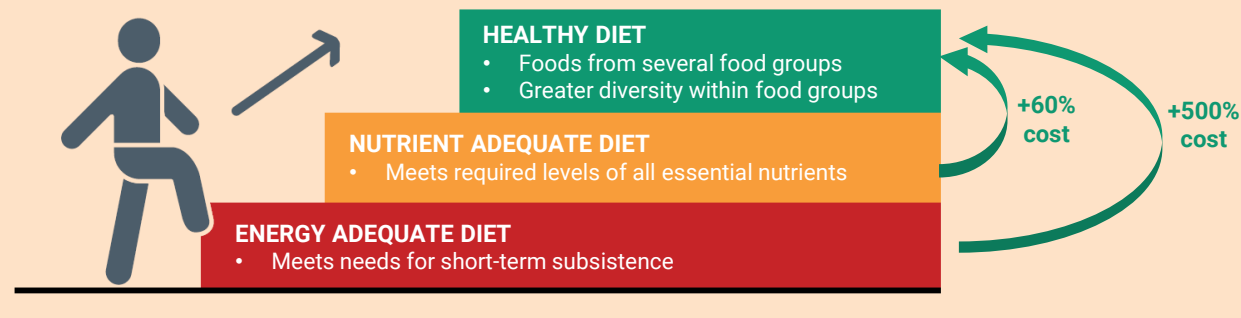 HEALTHY DIET
• Foods from several food groups
• Greater diversity within food groups
+60%
cost
+500%
cost
NUTRIENT ADEQUATE DIET
• Meets required levels of all essential nutrients
ENERGY ADEQUATE DIET
• Meets needs for short-term subsistence